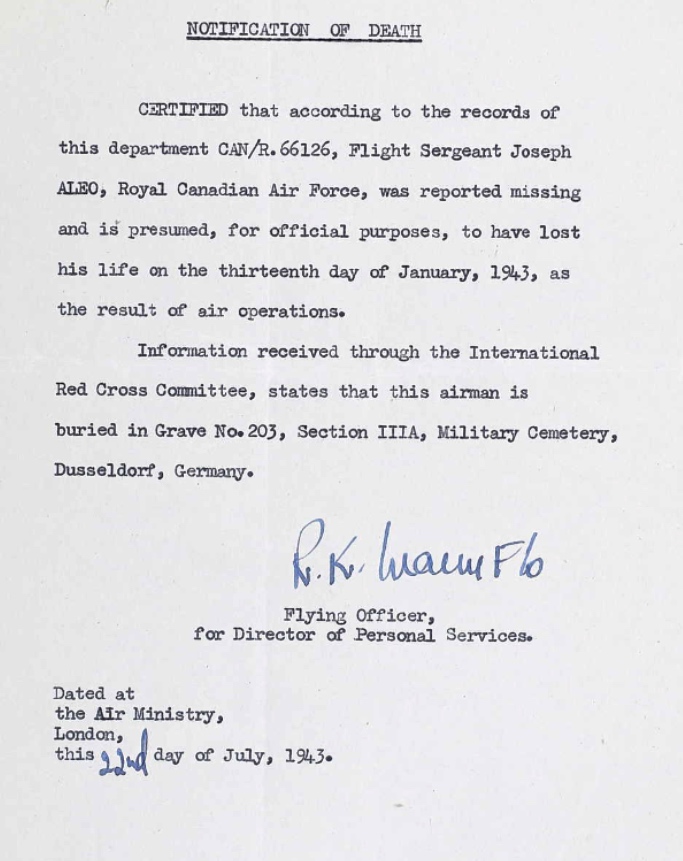 NOTIFICATION OF DEATH
CERTIFIED that according to the records of
this department CAN/R.66126, Flight Sergeant Joseph
ALEO, Royal Canadian Air Force, was reported missing
and is presumed, for official purposes, to have lost
his life on the thirteenth day of January, 1943, as
the result of air operations.
Information received through the International
Red Cross Committee, states that this airman is
buried in Grave No.203, Section IIIA, Military Cemetery,
Dusseldorf, Germany.
R.K. F/O
Flying Officer,
for Director of Personal Services.
Dated at
the Air Ministry,
London,
this 22nd day of July, 1943.